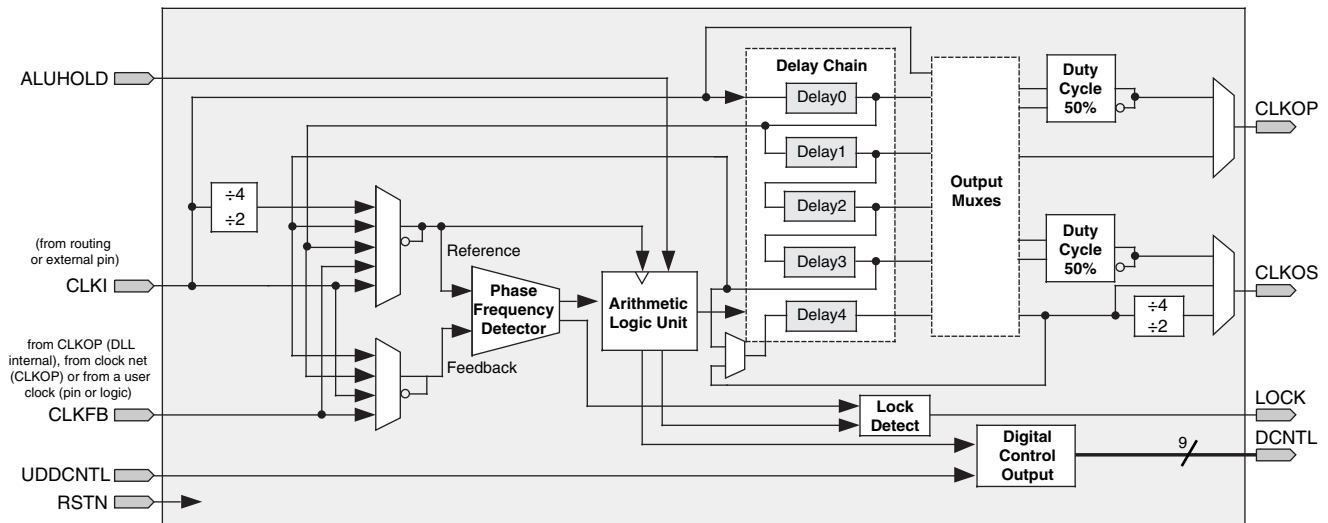 ALUHOLD
(from routing
or external pin)
CLKI
from CLKOP (DLL
internal), from clock net
(CLKOP) or from a user
clock (pin or logic)
CLKFB
UDDCNTL
RSTN
÷4
÷2
Reference
Feedback
Phase
Frequency
Detector
Arithmetic
Logic Unit
Delay Chain
Delay0
Delay1
Delay2
Delay3
Delay4
Output
Muxes
Duty
Cycle
50%
Duty
Cycle
50%
÷4
÷2
Lock
Detect
Digital
Control
Output
9
CLKOP
CLKOS
LOCK
DCNTL